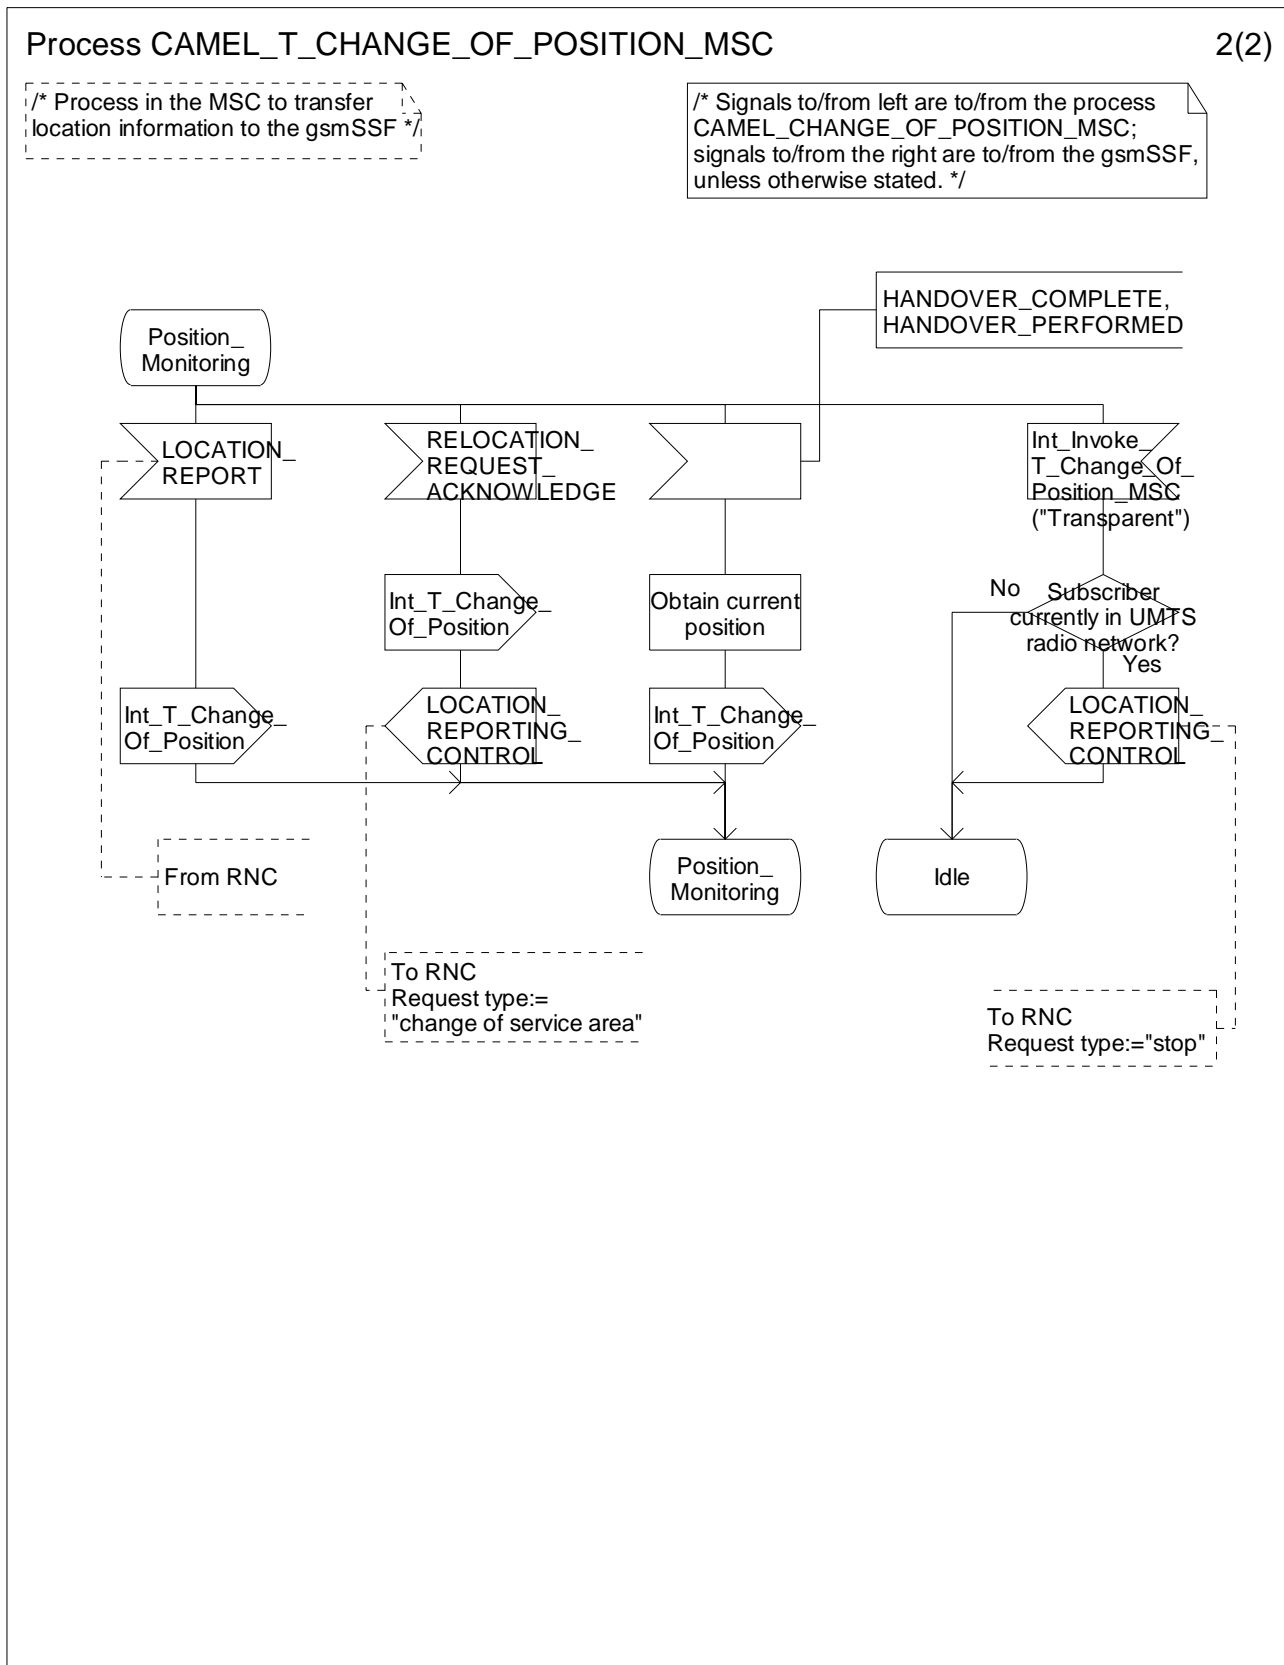 Process CAMEL_T_CHANGE_OF_POSITION_MSC
2(2)
/* Process in the MSC to transfer
location information to the gsmSSF */
/* Signals to/from left are to/from the process
CAMEL_CHANGE_OF_POSITION_MSC;
signals to/from the right are to/from the gsmSSF,
unless otherwise stated. */
HANDOVER_COMPLETE,
HANDOVER_PERFORMED
Position_
Monitoring
LOCATION_
REPORT
RELOCATION_
REQUEST_
ACKNOWLEDGE
Int_Invoke_
T_Change_Of_
Position_MSC
("Transparent")
Int_T_Change_
Of_Position
Obtain current
position
No
Subscriber
currently in UMTS
radio network?
Yes
Int_T_Change_
Of_Position
LOCATION_
REPORTING_
CONTROL
Int_T_Change_
Of_Position
LOCATION_
REPORTING_
CONTROL
From RNC
Position_
Monitoring
Idle
To RNC
Request type:=
"change of service area"
To RNC
Request type:="stop"